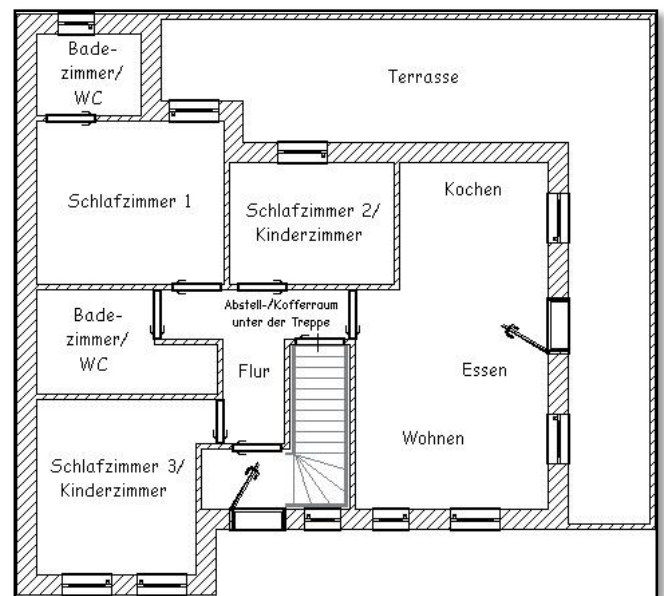 Bade-
zimmer/
WC
Terrasse
Schlafzimmer 1
Schlafzimmer 2/
Kinderzimmer
Kochen
Abstell-/Kofferraum
unter der Treppe
Bade-
zimmer/
WC
Flur
Essen
Wohnen
Schlafzimmer 3/
Kinderzimmer